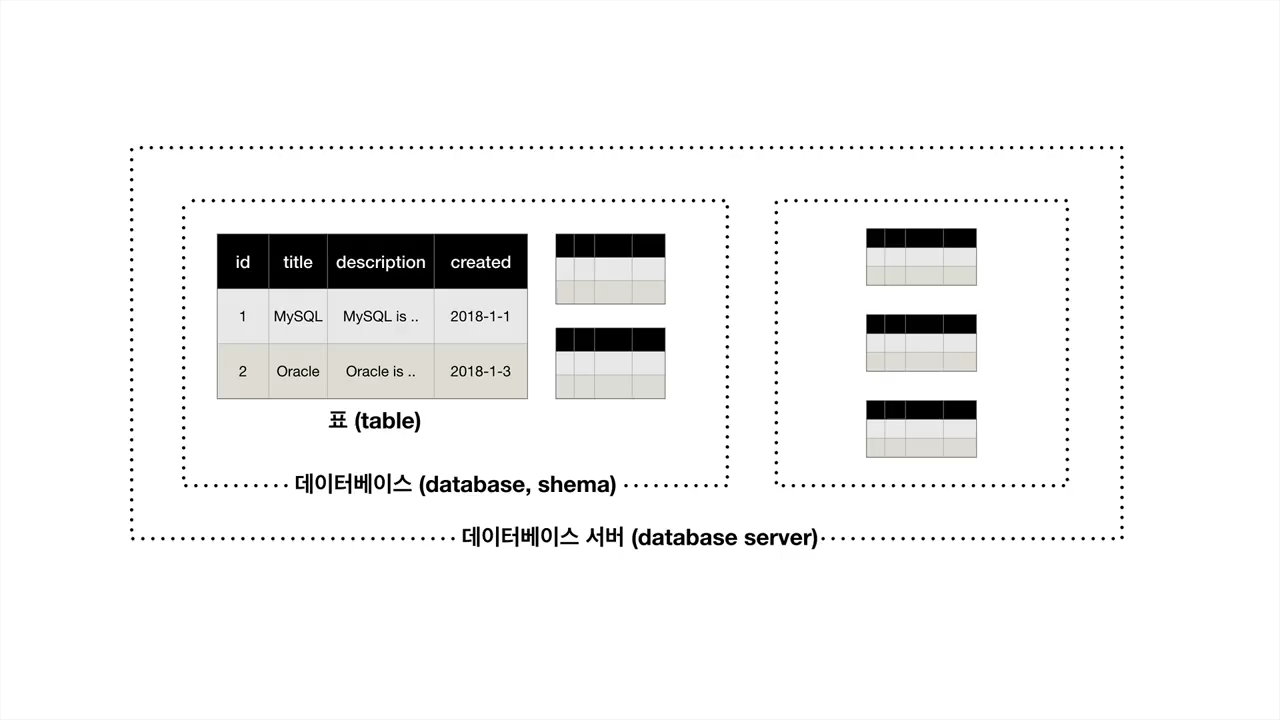 id title description created
1 MySQL MySQL is .. 2018-1-1
2 Oracle Oracle is .. 2018-1-3
표 (table)
데이터베이스 (database, shema)
데이터베이스 서버 (database server)